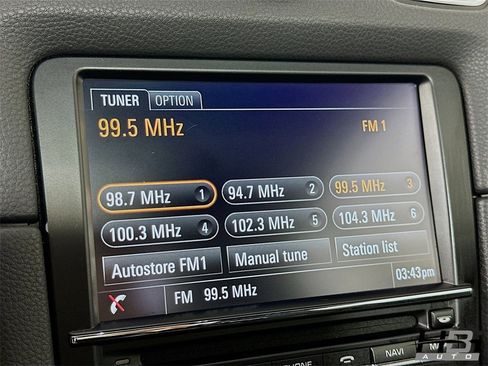 TUNER OPTION
99.5 MHz FM 1
98.7 MHz 1 94.7 MHz 2 99.5 MHz 3
100.3 MHz 4 102.3 MHz 5 104.3 MHz 6
Autostore FM1 Manual tune Station list
03:43pm
FM 99.5 MHz
NAVI
AUTO